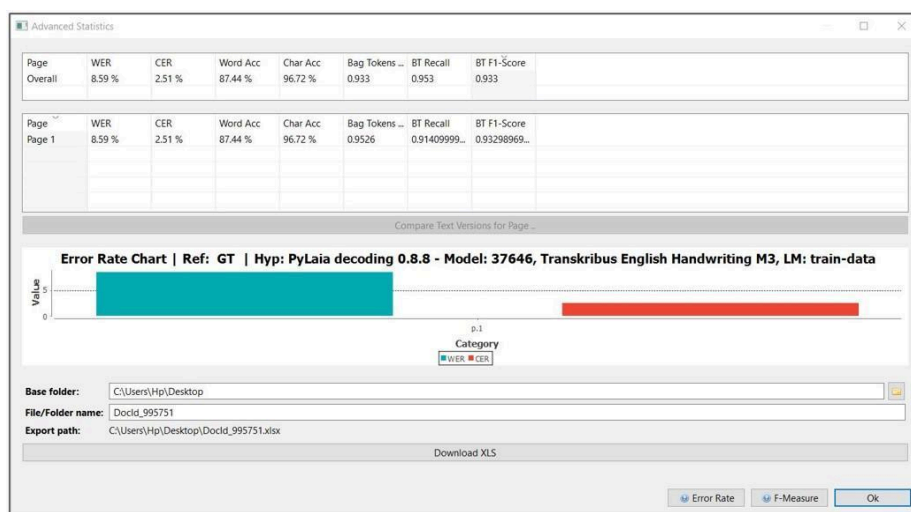 Advanced Statistics
Page WER CER Word Acc Char Acc Bag Tokens ... BT Recall BT F1-Score
Overall 8.59 % 2.51 % 87.44 % 96.72 % 0.933 0.953 0.933
Page WER CER Word Acc Char Acc Bag Tokens ... BT Recall BT F1-Score
Page 1 8.59 % 2.51 % 87.44 % 96.72 % 0.9526 0.91409999... 0.93298969...
Compare Text Versions for Page ..
Error Rate Chart | Ref: GT | Hyp: PyLaia decoding 0.8.8 - Model: 37646, Transkribus English Handwriting M3, LM: train-data
Value
5
0
p.1
Category
WER CER
Base folder: C:\Users\Hp\Desktop
File/Folder name: DocId_995751
Export path: C:\Users\Hp\Desktop\DocId_995751.xlsx
Download XLS
Error Rate F-Measure Ok